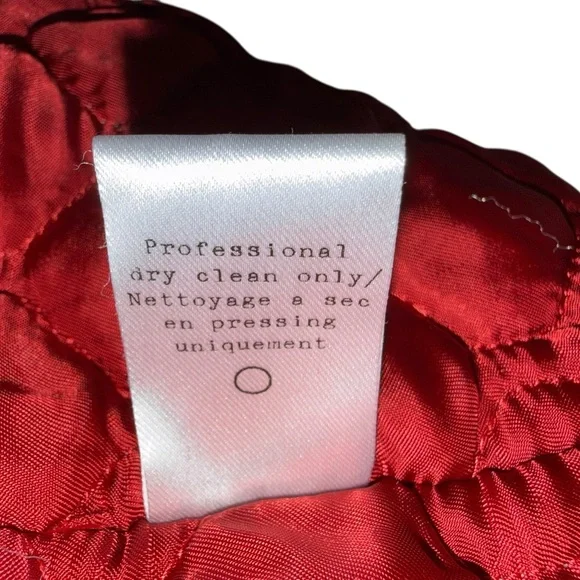 Professional
dry clean only/
Nettoyage a sec
en pressing
uniquement